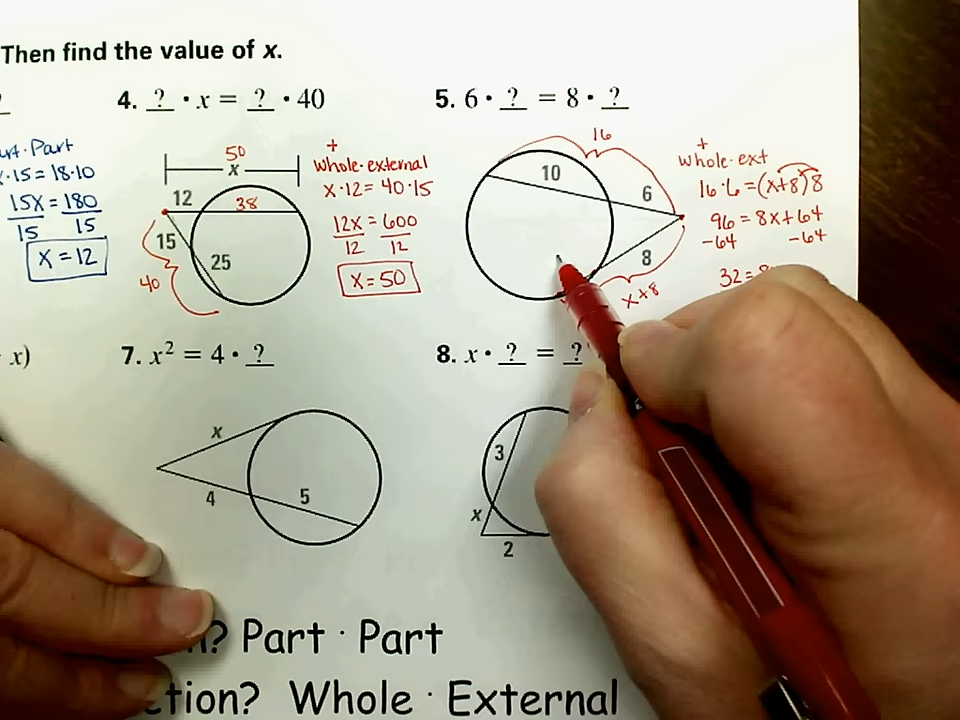 Then find the value of x.
?
4. ? · x = ? · 40
5. 6 · ? = 8 · ?
Part
·15 = 18·10
15x = 180
15 15
x = 12
50
x
12
38
15
25
40
+
whole·external
x·12 = 40·15
12x = 600
12 12
x = 50
16
10
6
8
x+8
+
whole·ext
16·6 = (x+8)8
96 = 8x+64
-64 -64
32 =
x)
7. x² = 4 · ?
8. x · ? = ?
x
4
5
3
x
2
? Part · Part
tion? Whole · External